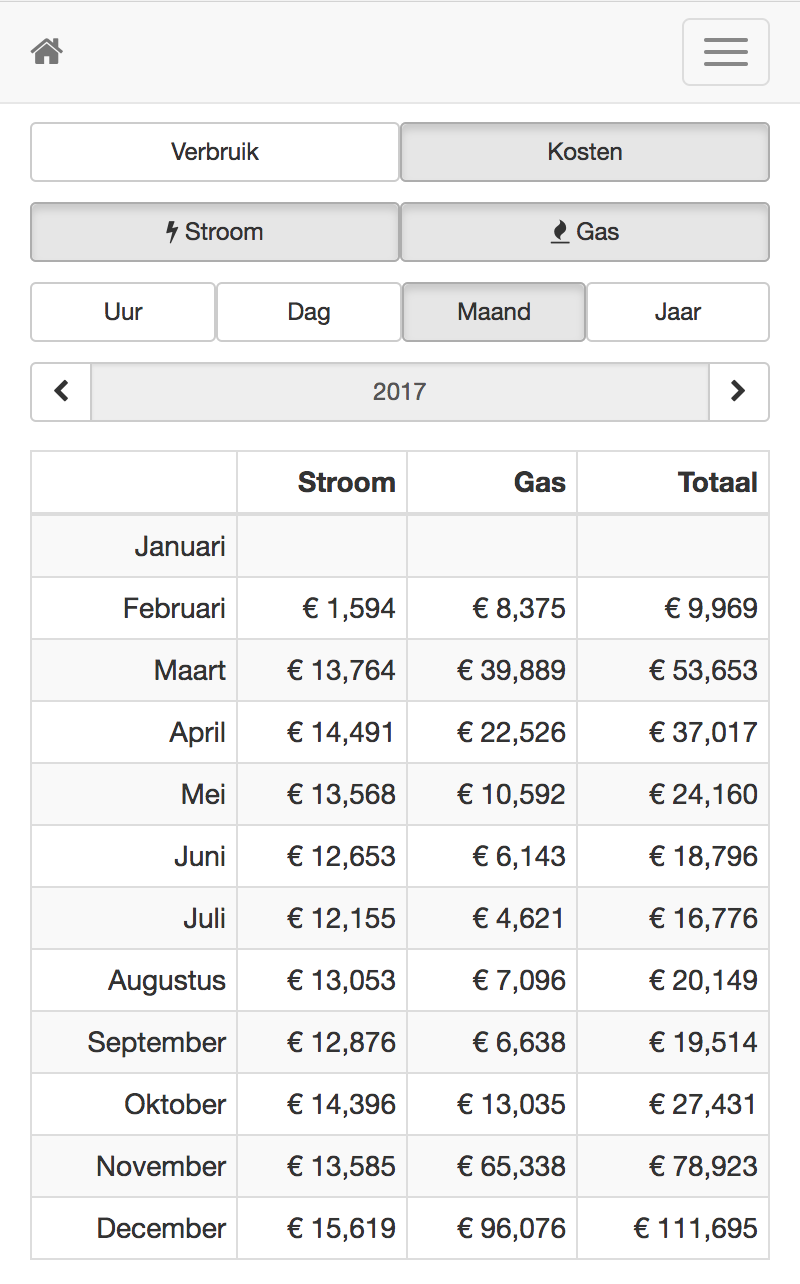 Verbruik Kosten
Stroom Gas
Uur Dag Maand Jaar
2017
Stroom Gas Totaal
Januari
Februari € 1,594 € 8,375 € 9,969
Maart € 13,764 € 39,889 € 53,653
April € 14,491 € 22,526 € 37,017
Mei € 13,568 € 10,592 € 24,160
Juni € 12,653 € 6,143 € 18,796
Juli € 12,155 € 4,621 € 16,776
Augustus € 13,053 € 7,096 € 20,149
September € 12,876 € 6,638 € 19,514
Oktober € 14,396 € 13,035 € 27,431
November € 13,585 € 65,338 € 78,923
December € 15,619 € 96,076 € 111,695